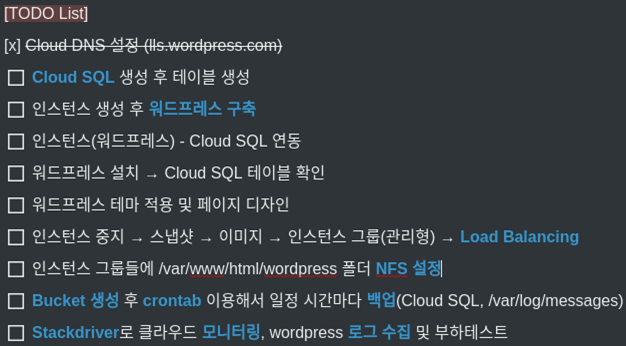 [TODO List]
[x] Cloud DNS 설정 (lls.wordpress.com)
Cloud SQL 생성 후 테이블 생성
인스턴스 생성 후 워드프레스 구축
인스턴스(워드프레스) - Cloud SQL 연동
워드프레스 설치 → Cloud SQL 테이블 확인
워드프레스 테마 적용 및 페이지 디자인
인스턴스 중지 → 스냅샷 → 이미지 → 인스턴스 그룹(관리형) → Load Balancing
인스턴스 그룹들에 /var/www/html/wordpress 폴더 NFS 설정
Bucket 생성 후 crontab 이용해서 일정 시간마다 백업(Cloud SQL, /var/log/messages)
Stackdriver로 클라우드 모니터링, wordpress 로그 수집 및 부하테스트